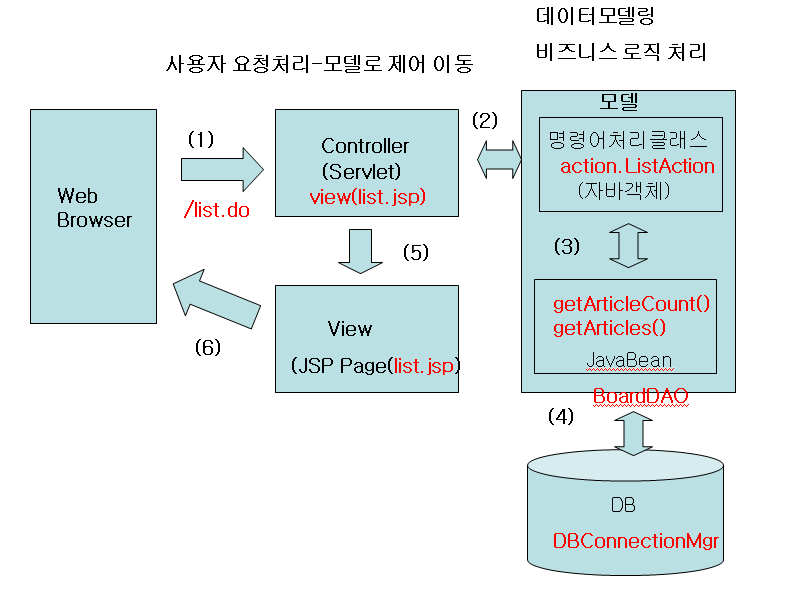 데이터모델링
비즈니스 로직 처리
사용자 요청처리-모델로 제어 이동
Web
Browser
(1)
/list.do
Controller
(Servlet)
view(list.jsp)
(2)
모델
명령어처리 클래스
action.ListAction
(자바객체)
(3)
getArticleCount()
getArticles()
JavaBean
BoardDAO
(4)
DB
DBConnectionMgr
(5)
View
(JSP Page(list.jsp)
(6)